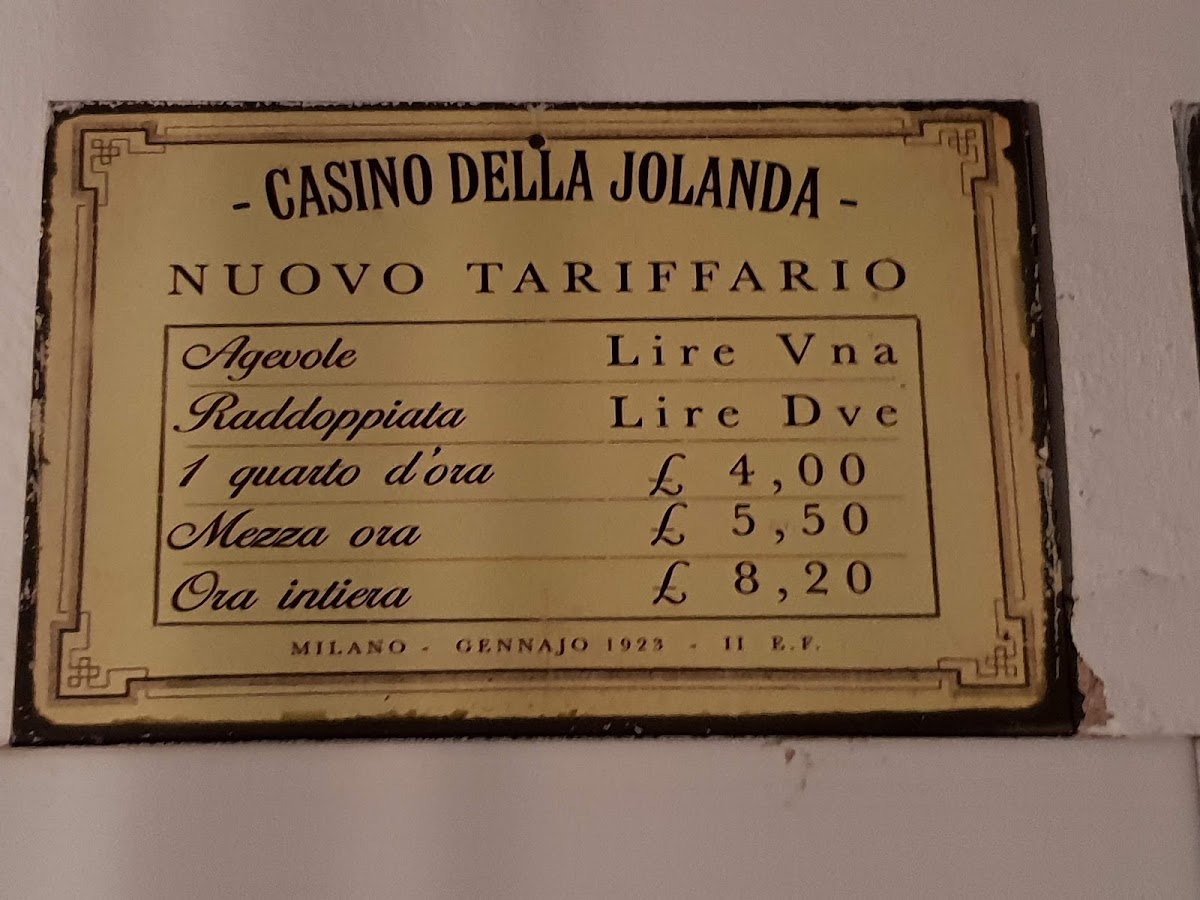 - CASINO DELLA JOLANDA -
NUOVO TARIFFARIO
Agevole Lire Vna
Raddoppiata Lire Dve
1 quarto d'ora £ 4,00
Mezza ora £ 5,50
Ora intiera £ 8,20
MILANO - GENNAJO 1923 - II E.F.